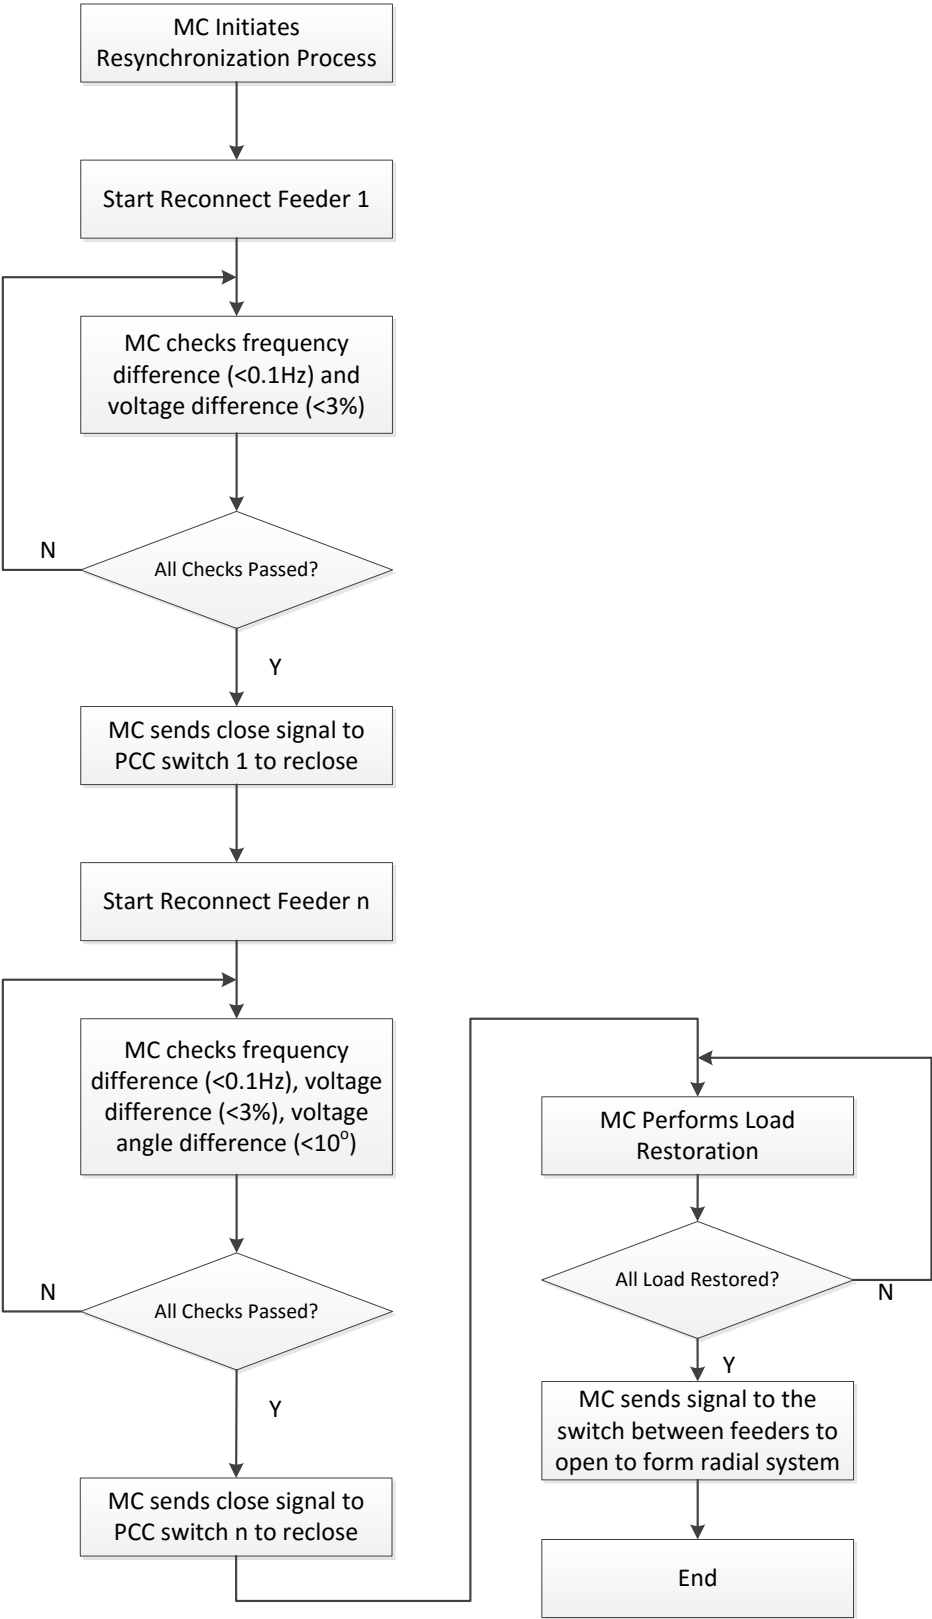 MC Initiates
Resynchronization Process
Start Reconnect Feeder 1
MC checks frequency
difference (<0.1Hz) and
voltage difference (<3%)
All Checks Passed?
N
Y
MC sends close signal to
PCC switch 1 to reclose
Start Reconnect Feeder n
MC checks frequency
difference (<0.1Hz), voltage
difference (<3%), voltage
angle difference (<10°)
All Checks Passed?
N
Y
MC sends close signal to
PCC switch n to reclose
MC Performs Load
Restoration
All Load Restored?
N
Y
MC sends signal to the
switch between feeders to
open to form radial system
End